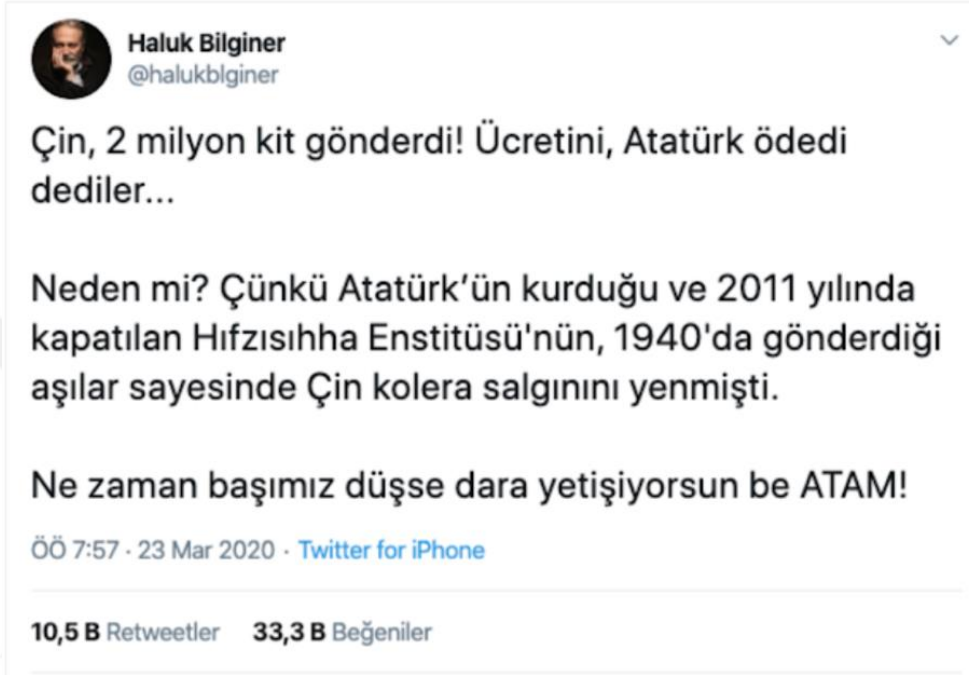 Haluk Bilginer
@halukblginer
Çin, 2 milyon kit gönderdi! Ücretini, Atatürk ödedi
dediler...
Neden mi? Çünkü Atatürk’ün kurduğu ve 2011 yılında
kapatılan Hıfzısıhha Enstitüsü'nün, 1940'da gönderdiği
aşılar sayesinde Çin kolera salgınını yenmişti.
Ne zaman başımız düşse dara yetişiyorsun be ATAM!
ÖÖ 7:57 · 23 Mar 2020 · Twitter for iPhone
10,5 B Retweetler 33,3 B Beğeniler